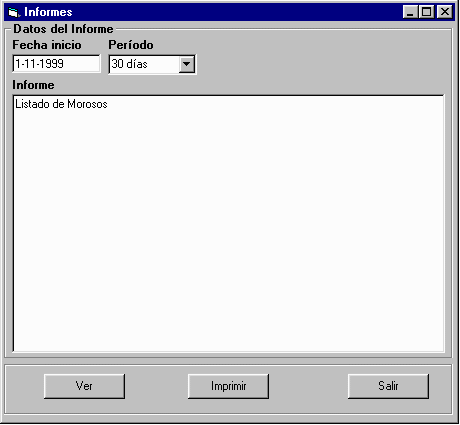 Informes
Datos del Informe
Fecha inicio Período
1-11-1999 30 días
Informe
Listado de Morosos
Ver Imprimir Salir